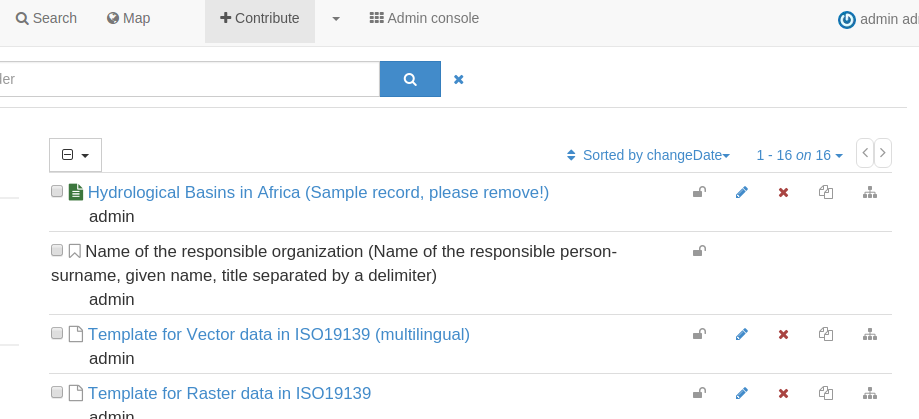 Search Map Contribute Admin console admin adr
der
Sorted by changeDate 1 - 16 on 16
Hydrological Basins in Africa (Sample record, please remove!)
admin
Name of the responsible organization (Name of the responsible person-
surname, given name, title separated by a delimiter)
admin
Template for Vector data in ISO19139 (multilingual)
admin
Template for Raster data in ISO19139
admin